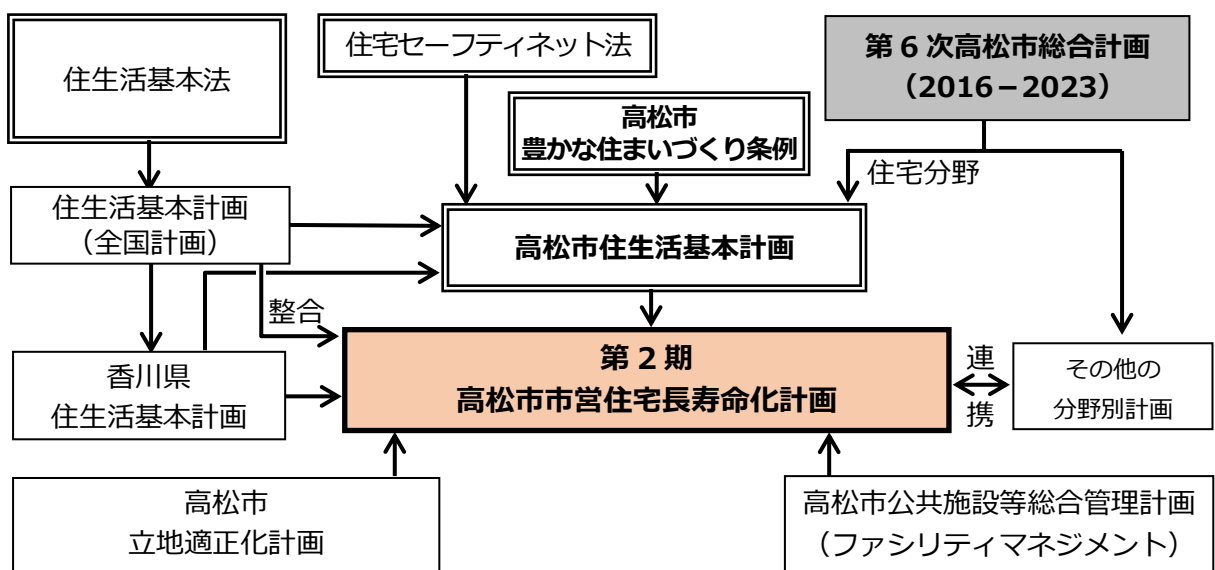 住生活基本法
住宅セーフティネット法
第6次高松市総合計画
（2016－2023）
高松市
豊かな住まいづくり条例
住宅分野
住生活基本計画
（全国計画）
高松市住生活基本計画
整合
香川県
住生活基本計画
第2期
高松市市営住宅長寿命化計画
連
携
その他の
分野別計画
高松市
立地適正化計画
高松市公共施設等総合管理計画
（ファシリティマネジメント）